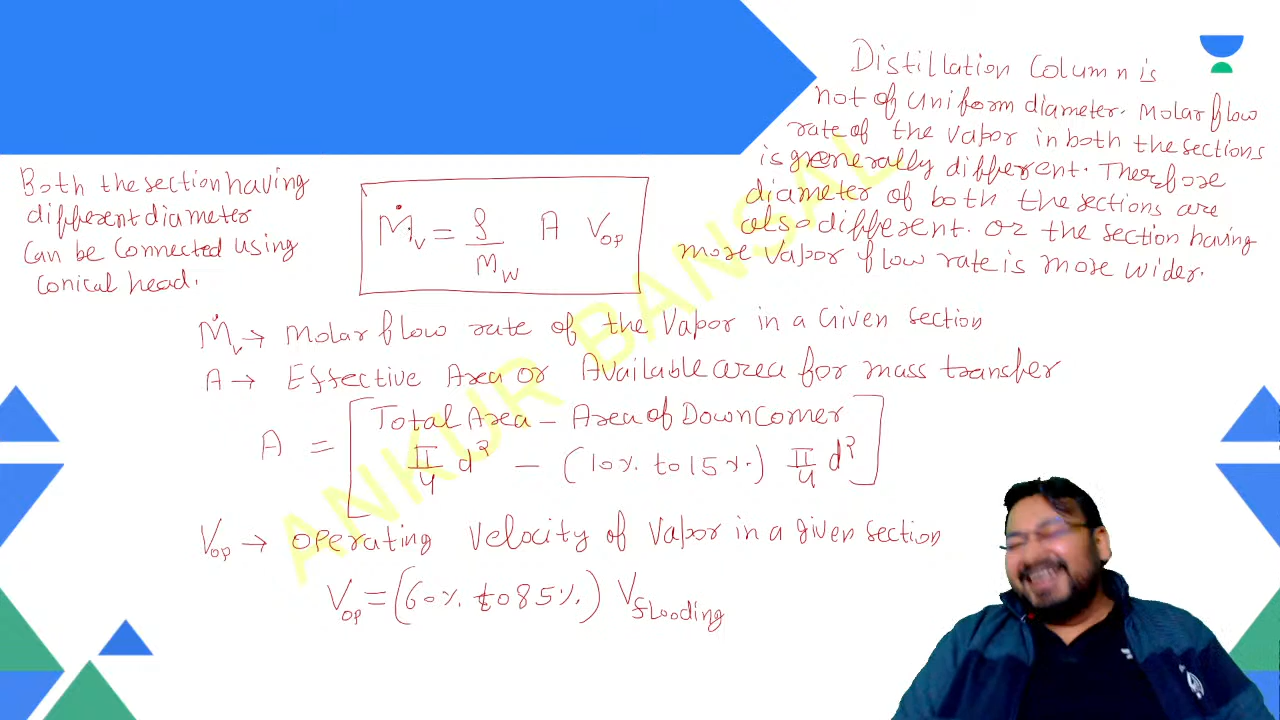 Distillation Column is
not of uniform diameter. Molar flow
rate of the vapor in both the sections
is generally different. Therefore
diameter of both the sections are
also different. or the section having
more vapor flow rate is more wider.
Both the section having
different diameter
Can be Connected using
Conical head.
Ṁᵥ = ρ/M_W A V_op
Ṁᵥ → Molar flow rate of the Vapor in a Given section
A → Effective Area or Available area for mass transfer
A = [Total Area - Area of Downcomer
π/4 d² - (10% to 15%) π/4 d²]
V_op → Operating Velocity of Vapor in a given section
V_op = (60% to 85%) V_flooding
ANKUR BANSAL